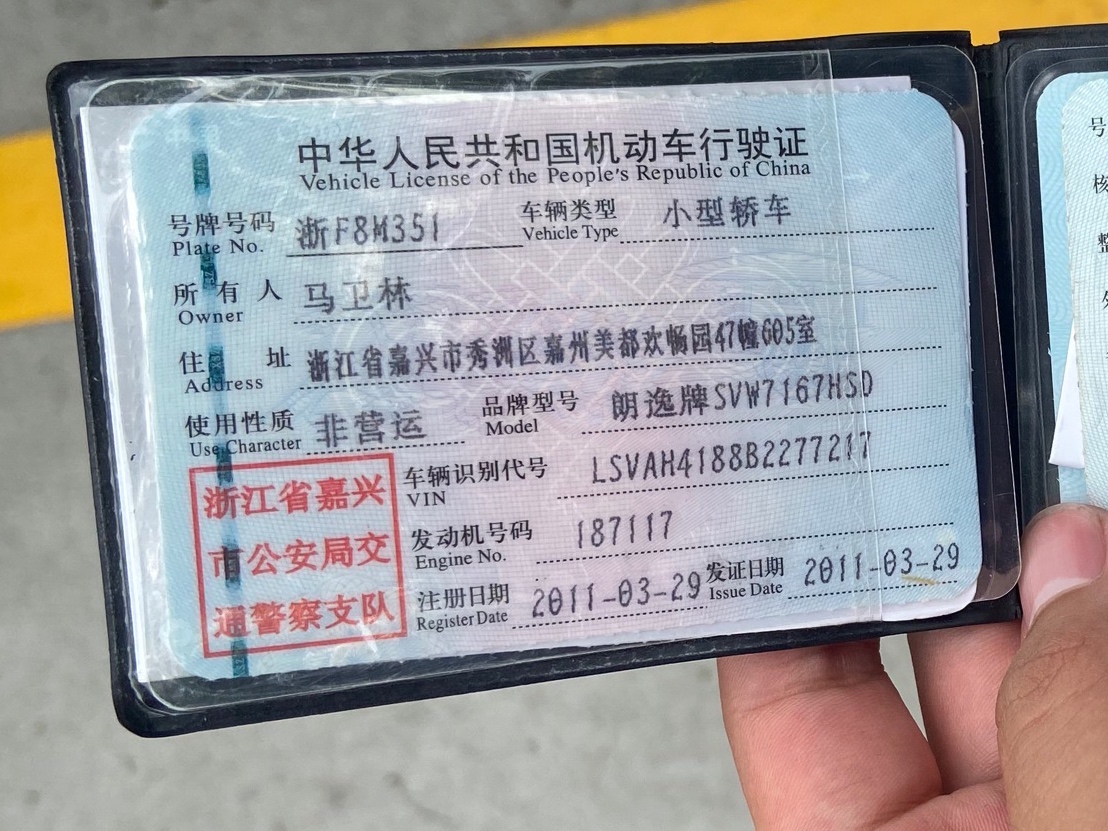 中华人民共和国机动车行驶证
Vehicle License of the People's Republic of China
号牌号码 浙F8M351 车辆类型 小型轿车
Plate No. Vehicle Type
所有人 马卫林
Owner
住址 浙江省嘉兴市秀洲区嘉州美都欢畅园47幢605室
Address
使用性质 非营运 品牌型号 朗逸牌SVW7167HSD
Use Character Model
车辆识别代号 LSVAH4188B2277217
VIN
发动机号码 187117
Engine No.
注册日期 2011-03-29 发证日期 2011-03-29
Register Date Issue Date
浙江省嘉兴
市公安局交
通警察支队
号
核
整